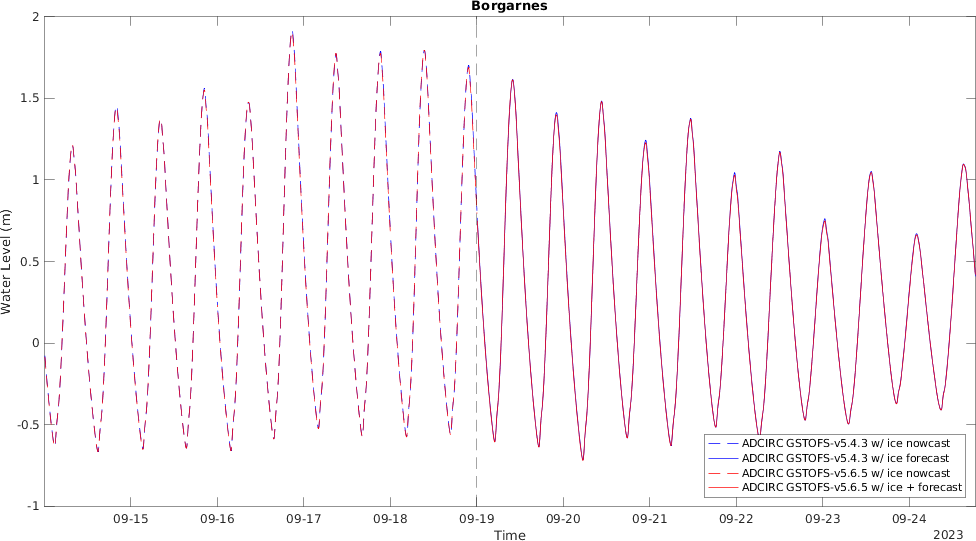 Borgarnes
Water Level (m)
2
1.5
1
0.5
0
-0.5
-1
ADCIRC GSTOFS-v5.4.3 w/ ice nowcast
ADCIRC GSTOFS-v5.4.3 w/ ice forecast
ADCIRC GSTOFS-v5.6.5 w/ ice nowcast
ADCIRC GSTOFS-v5.6.5 w/ ice + forecast
09-15 09-16 09-17 09-18 09-19 09-20 09-21 09-22 09-23 09-24
Time
2023